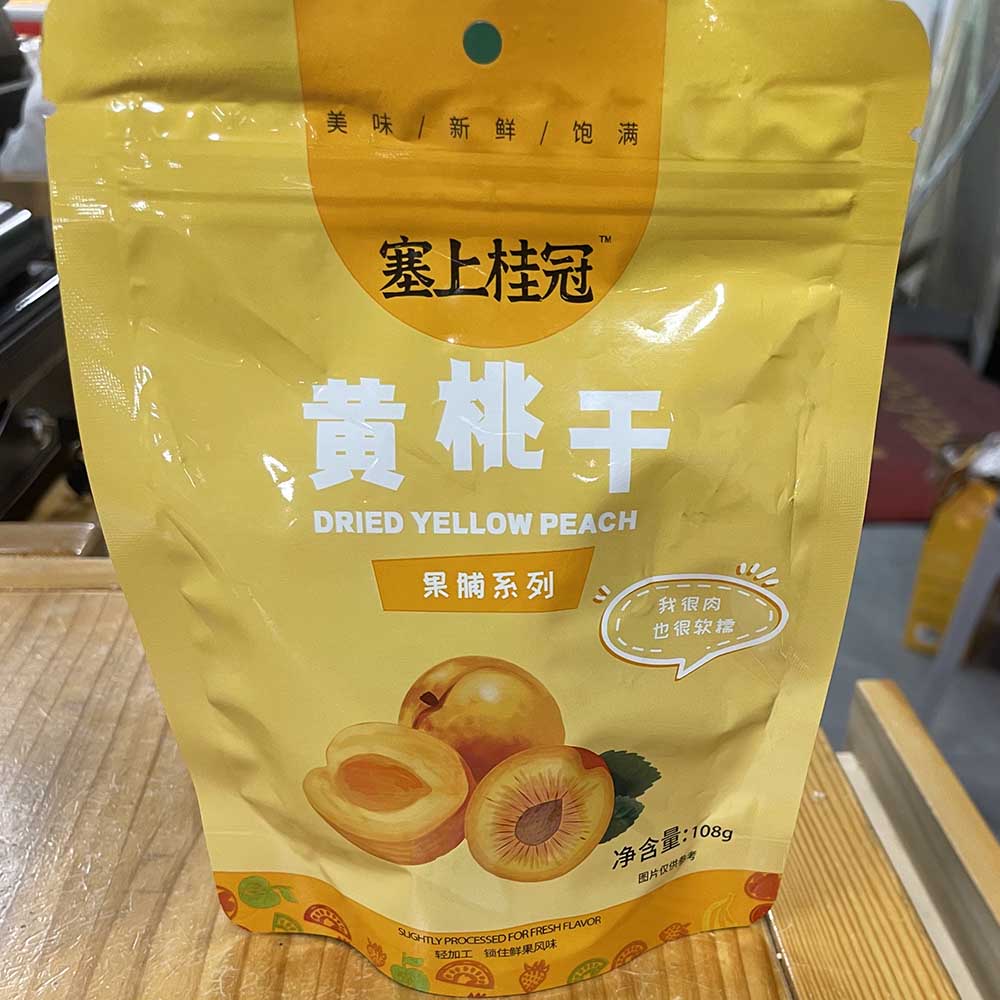 美味/新鲜/饱满
塞上桂冠™
黄桃干
DRIED YELLOW PEACH
果脯系列
我很肉
也很软糯
净含量:108g
图片仅供参考
SLIGHTLY PROCESSED FOR FRESH FLAVOR
轻加工 锁住鲜果风味